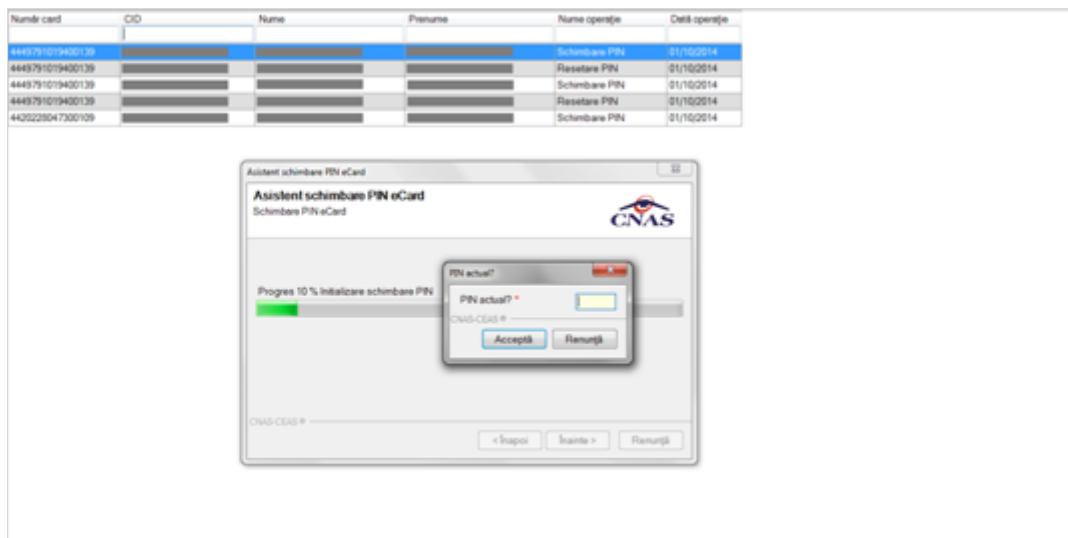 Număr card CID Nume Prenume Nume operație Dată operație
4449791019400139 Schimbare PIN 01/10/2014
4449791019400139 Resetare PIN 01/10/2014
4449791019400139 Schimbare PIN 01/10/2014
4449791019400139 Resetare PIN 01/10/2014
4420228047300109 Schimbare PIN 01/10/2014
Asistent schimbare PIN eCard
Asistent schimbare PIN eCard
Schimbare PIN eCard
CNAS
PIN actual?
Progres 10 % Initializare schimbare PIN
PIN actual? *
CNAS-CEAS ®
Acceptă Renunță
CNAS-CEAS ®
< Înapoi Înainte > Renunță